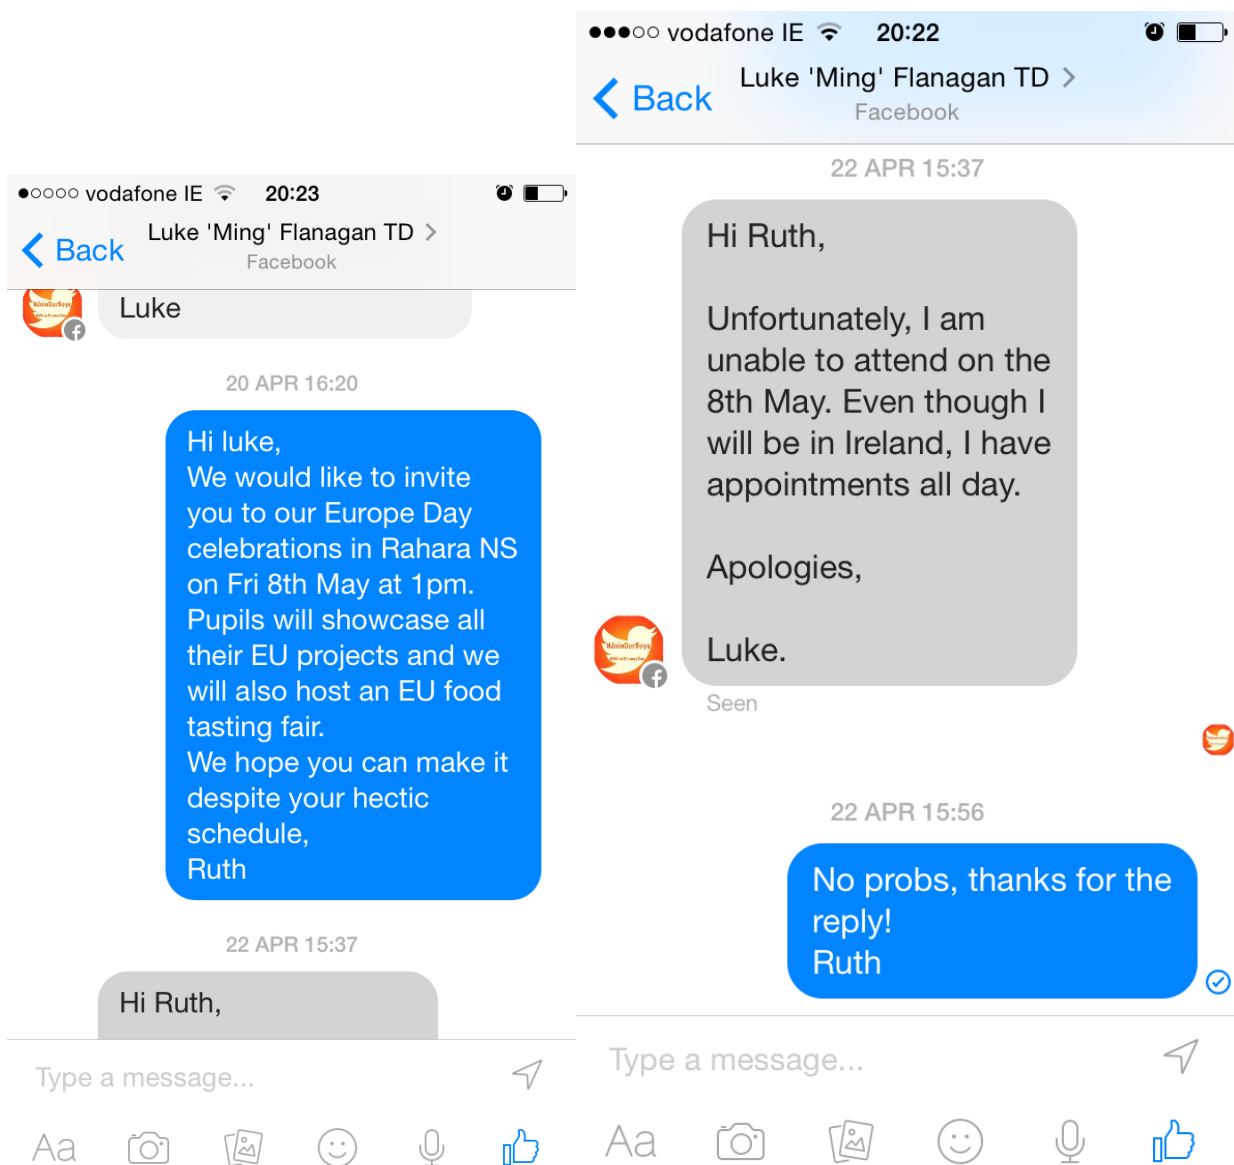 vodafone IE 20:23
Back
Luke 'Ming' Flanagan TD
Facebook
Luke
20 APR 16:20
Hi luke,
We would like to invite
you to our Europe Day
celebrations in Rahara NS
on Fri 8th May at 1pm.
Pupils will showcase all
their EU projects and we
will also host an EU food
tasting fair.
We hope you can make it
despite your hectic
schedule,
Ruth
22 APR 15:37
Hi Ruth,
Type a message...
Aa
vodafone IE 20:22
Back
Luke 'Ming' Flanagan TD
Facebook
22 APR 15:37
Hi Ruth,
Unfortunately, I am
unable to attend on the
8th May. Even though I
will be in Ireland, I have
appointments all day.
Apologies,
Luke.
#JoinOurBoys
Seen
22 APR 15:56
No probs, thanks for the
reply!
Ruth
Type a message...
Aa